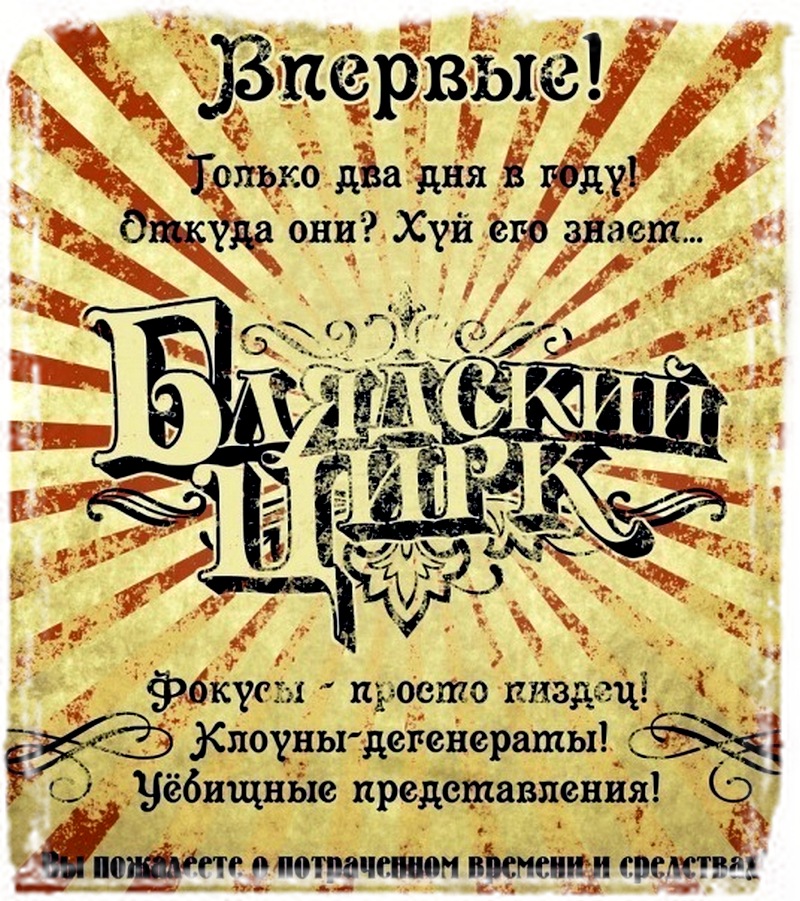 Впервые!
Только два дня в году!
Откуда они? Хуй его знает...
Блядский
Цирк
Фокусы - просто пиздец!
Клоуны-дегенераты!
Уёбищные представления!
Вы пожалеете о потраченном времени и средствах